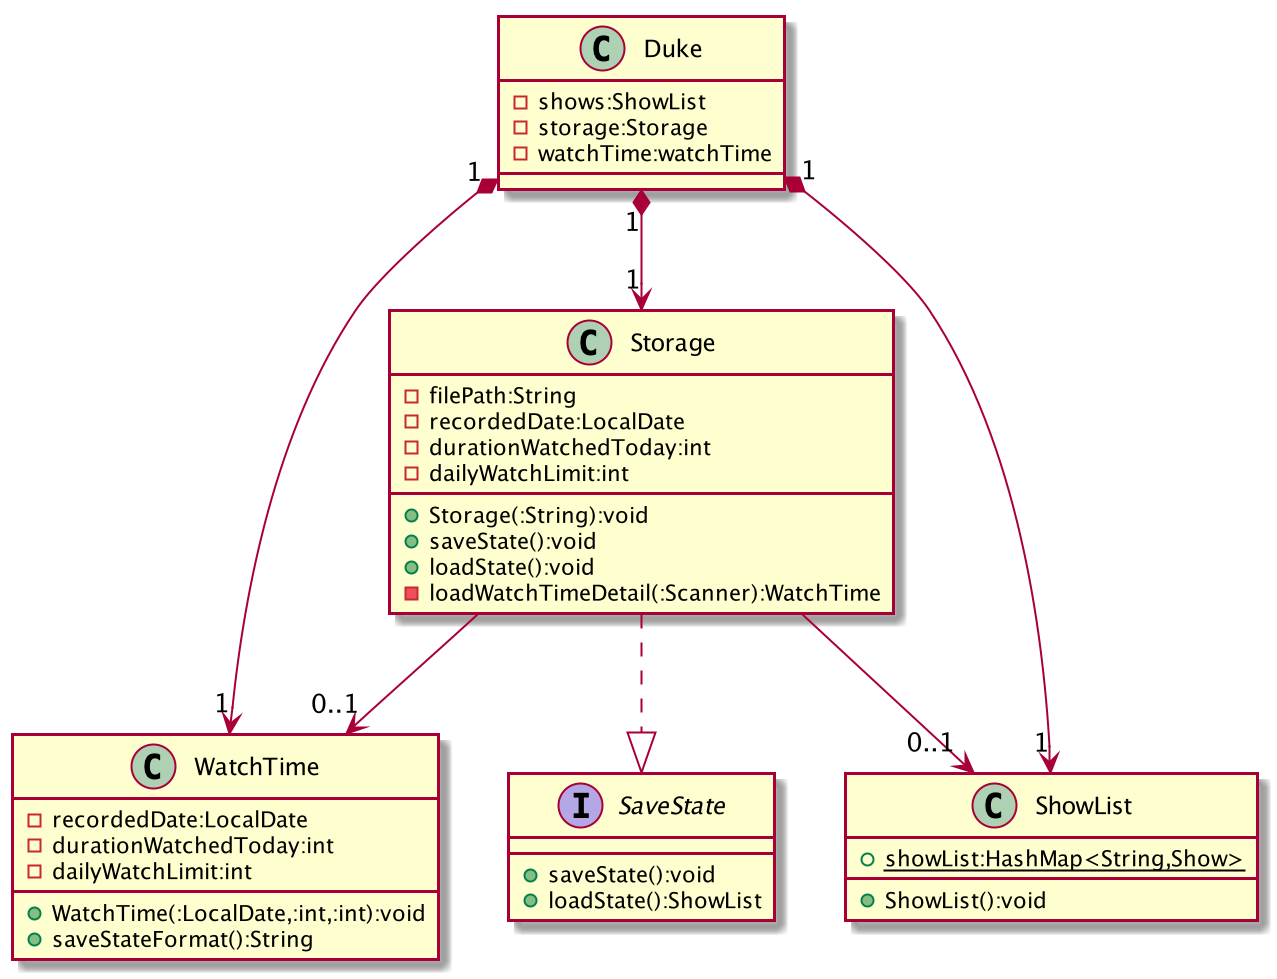 C Duke
shows:ShowList
storage:Storage
watchTime:watchTime
1
1
1
1
C Storage
filePath:String
recordedDate:LocalDate
durationWatchedToday:int
dailyWatchLimit:int
Storage(:String):void
saveState():void
loadState():void
loadWatchTimeDetail(:Scanner):WatchTime
1
0..1
0..1
1
C WatchTime
recordedDate:LocalDate
durationWatchedToday:int
dailyWatchLimit:int
WatchTime(:LocalDate,:int,:int):void
saveStateFormat():String
I SaveState
saveState():void
loadState():ShowList
C ShowList
showList:HashMap<String,Show>
ShowList():void